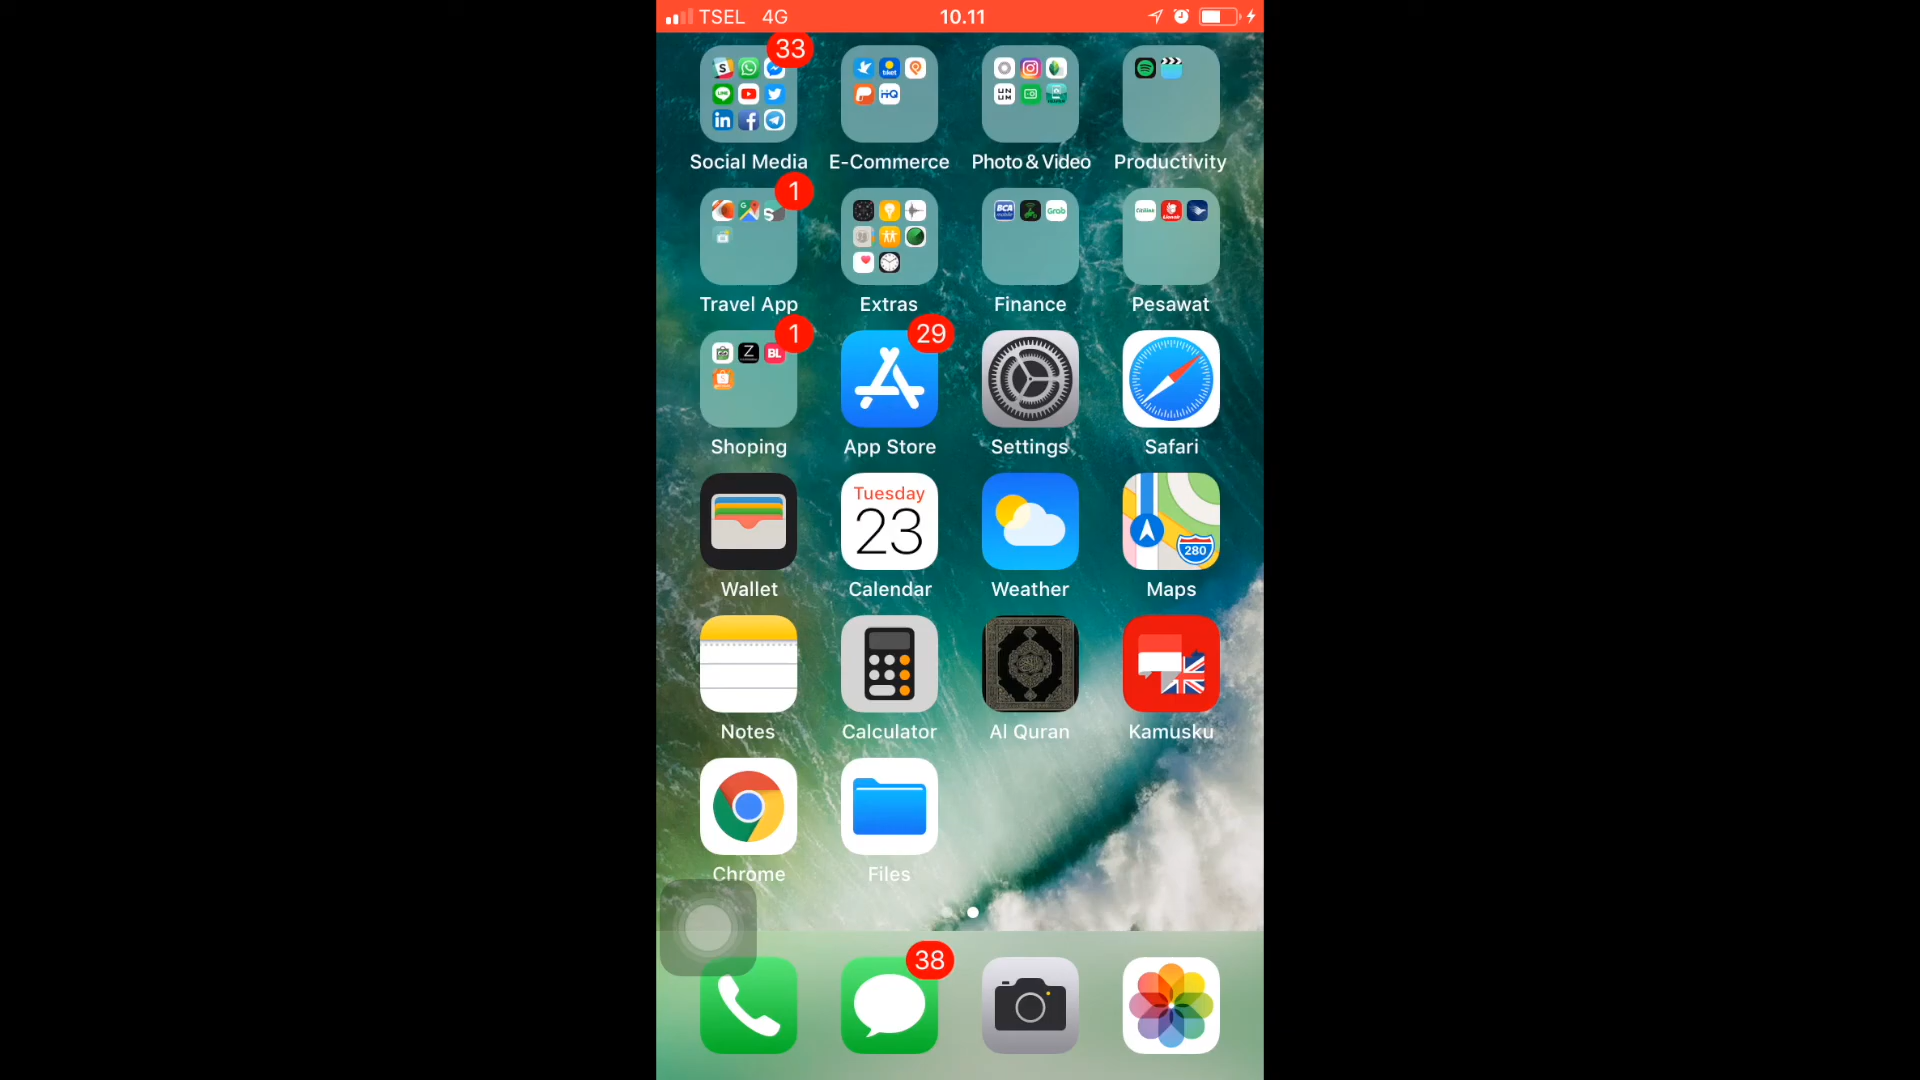 TSEL 4G 10.11
33
Social Media E-Commerce Photo & Video Productivity
1
Travel App Extras Finance Pesawat
1 29
Shoping App Store Settings Safari
Tuesday
23
280
Wallet Calendar Weather Maps
Notes Calculator Al Quran Kamusku
Chrome Files
38